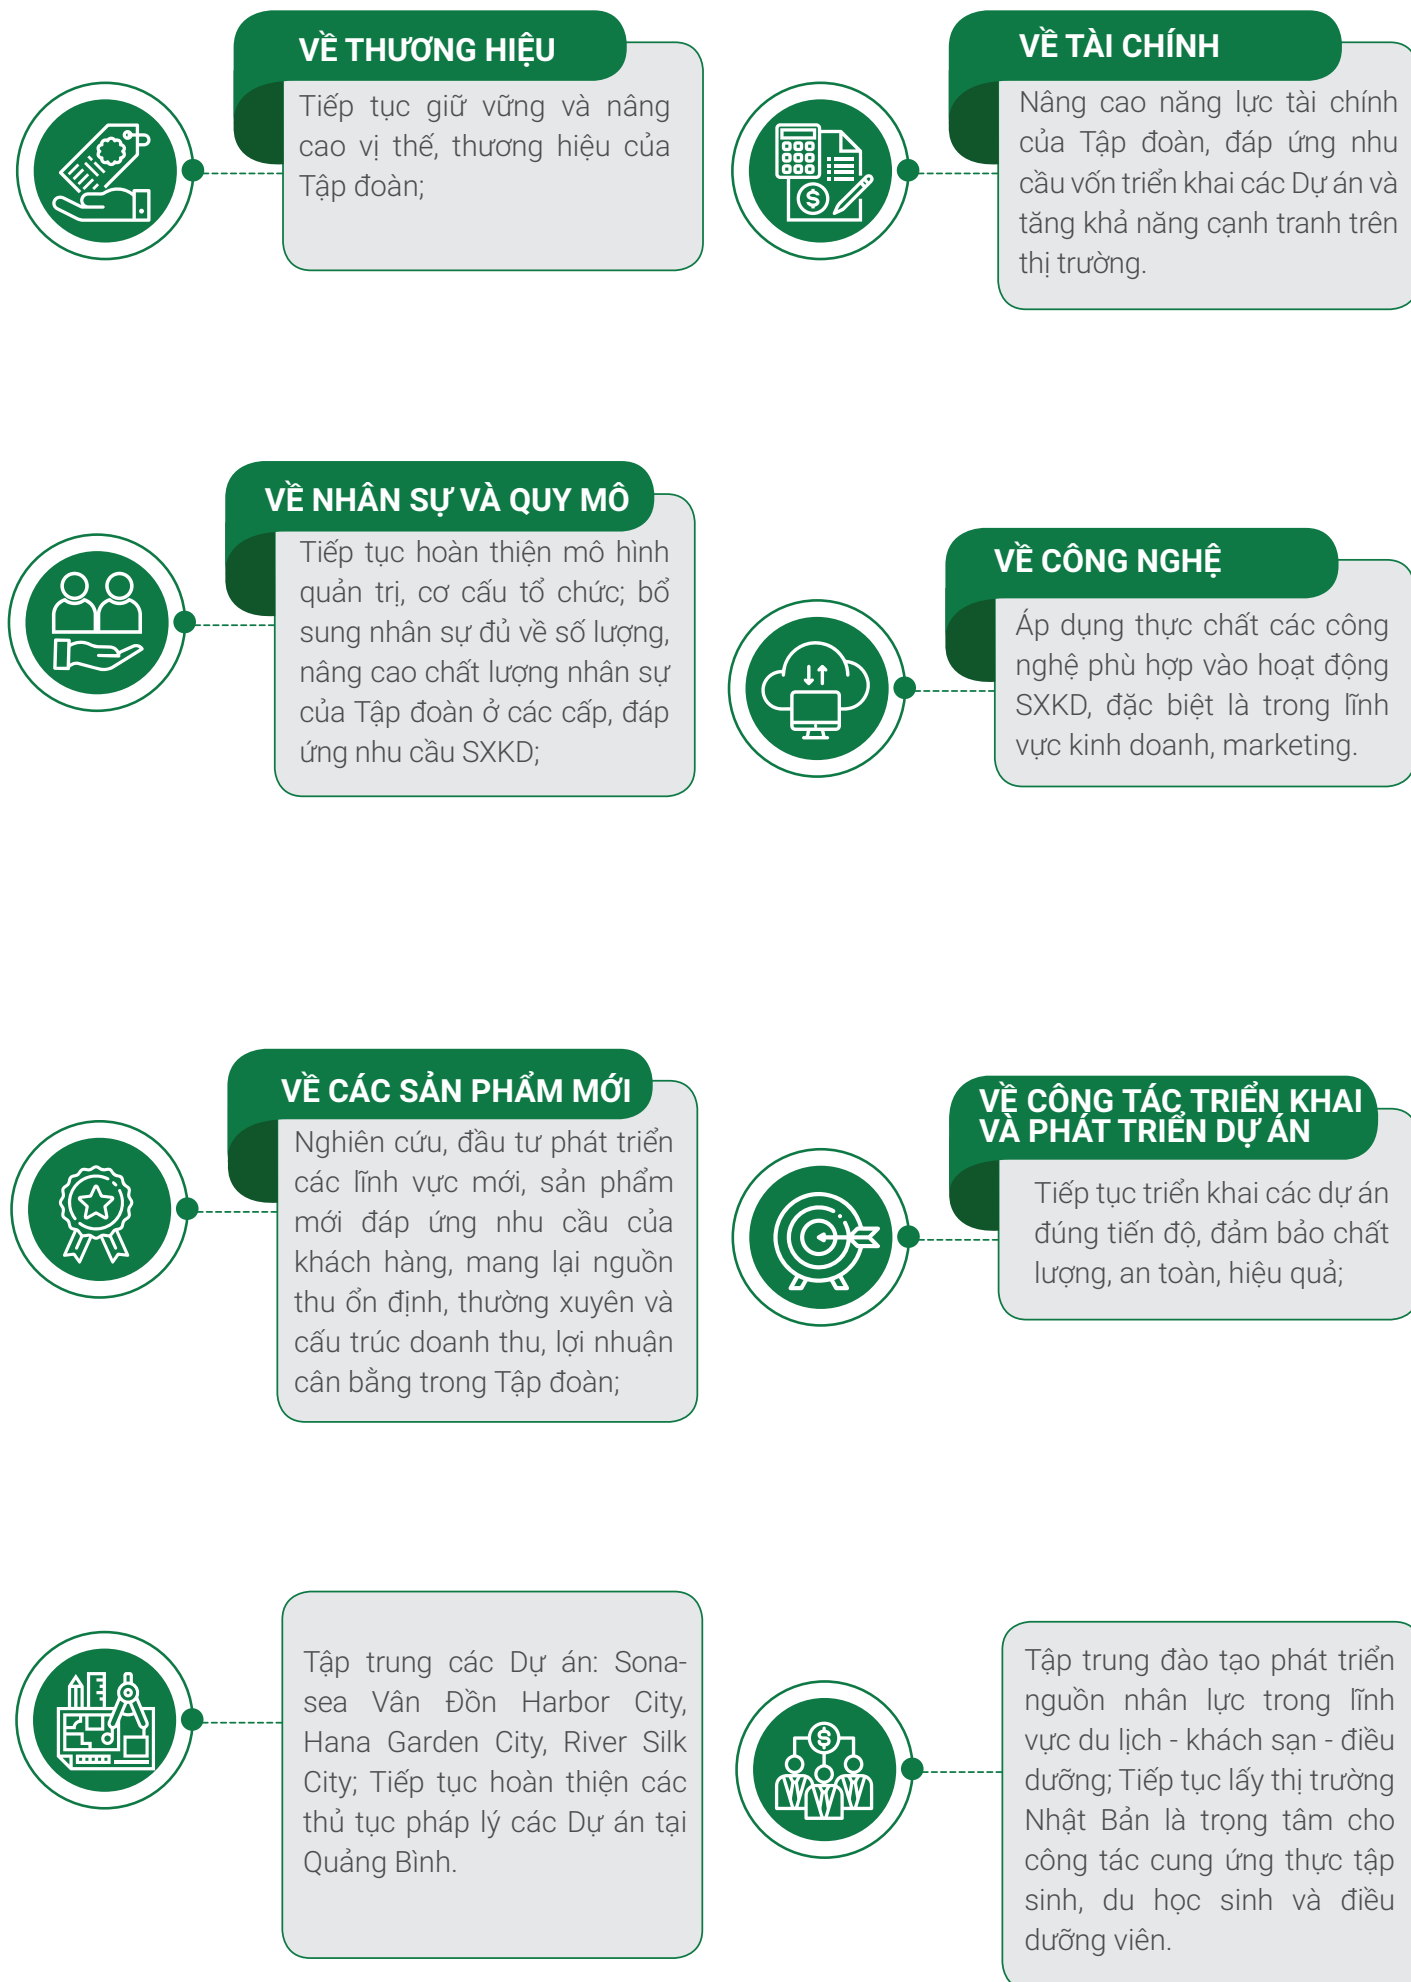 VỀ THƯƠNG HIỆU
Tiếp tục giữ vững và nâng
cao vị thế, thương hiệu của
Tập đoàn;
VỀ TÀI CHÍNH
Nâng cao năng lực tài chính
của Tập đoàn, đáp ứng nhu
cầu vốn triển khai các Dự án và
tăng khả năng cạnh tranh trên
thị trường.
VỀ NHÂN SỰ VÀ QUY MÔ
Tiếp tục hoàn thiện mô hình
quản trị, cơ cấu tổ chức; bổ
sung nhân sự đủ về số lượng,
nâng cao chất lượng nhân sự
của Tập đoàn ở các cấp, đáp
ứng nhu cầu SXKD;
VỀ CÔNG NGHỆ
Áp dụng thực chất các công
nghệ phù hợp vào hoạt động
SXKD, đặc biệt là trong lĩnh
vực kinh doanh, marketing.
VỀ CÁC SẢN PHẨM MỚI
Nghiên cứu, đầu tư phát triển
các lĩnh vực mới, sản phẩm
mới đáp ứng nhu cầu của
khách hàng, mang lại nguồn
thu ổn định, thường xuyên và
cấu trúc doanh thu, lợi nhuận
cân bằng trong Tập đoàn;
VỀ CÔNG TÁC TRIỂN KHAI
VÀ PHÁT TRIỂN DỰ ÁN
Tiếp tục triển khai các dự án
đúng tiến độ, đảm bảo chất
lượng, an toàn, hiệu quả;
Tập trung các Dự án: Sona-
sea Vân Đồn Harbor City,
Hana Garden City, River Silk
City; Tiếp tục hoàn thiện các
thủ tục pháp lý các Dự án tại
Quảng Bình.
Tập trung đào tạo phát triển
nguồn nhân lực trong lĩnh
vực du lịch - khách sạn - điều
dưỡng; Tiếp tục lấy thị trường
Nhật Bản là trọng tâm cho
công tác cung ứng thực tập
sinh, du học sinh và điều
dưỡng viên.